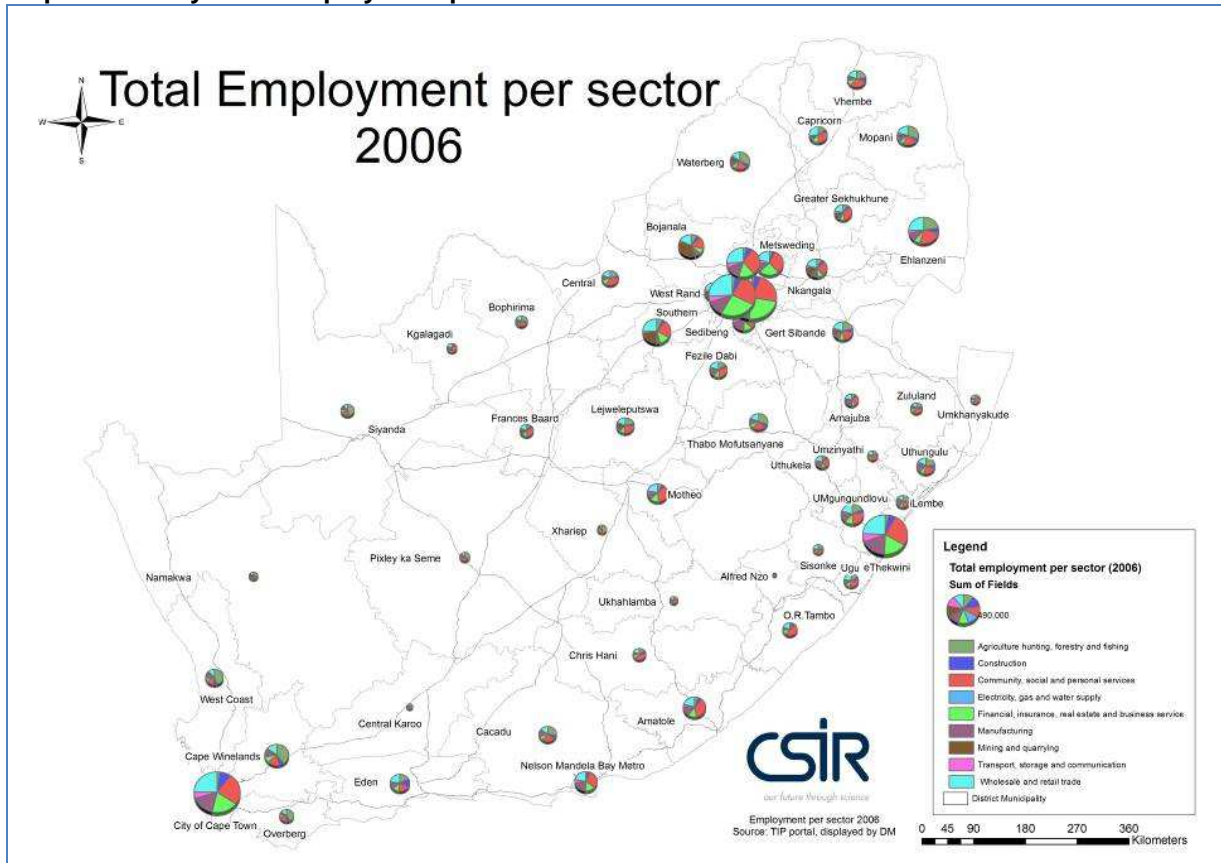 Total Employment per sector
2006
N
W
E
S
Vhembe
Capricorn
Mopani
Waterberg
Greater Sekhukhune
Bojanala
Metsweding
Ehlanzeni
Central
West Rand
Nkangala
Bophirima
Southern
Kgalagadi
Sedibeng
Gert Sibande
Fezile Dabi
Siyanda
Frances Baard
Lejweleputswa
Amajuba
Zululand
Umkhanyakude
Thabo Mofutsanyane
Umzinyathi
Uthungulu
Uthukela
Motheo
UMgungundlovu
iLembe
Xhariep
Pixley ka Seme
Namakwa
Sisonke
Ugu
eThekwini
Alfred Nzo
Ukhahlamba
O.R.Tambo
Chris Hani
West Coast
Central Karoo
Cacadu
Amatole
Cape Winelands
Eden
Nelson Mandela Bay Metro
City of Cape Town
Overberg
Legend
Total employment per sector (2006)
Sum of Fields
490,000
Agriculture hunting, forestry and fishing
Construction
Community, social and personal services
Electricity, gas and water supply
Financial, insurance, real estate and business service
Manufacturing
Mining and quarrying
Transport, storage and communication
Wholesale and retail trade
District Municipality
CSIR
our future through science
Employment per sector 2006
Source: TIP portal, displayed by DM
0 45 90 180 270 360
Kilometers